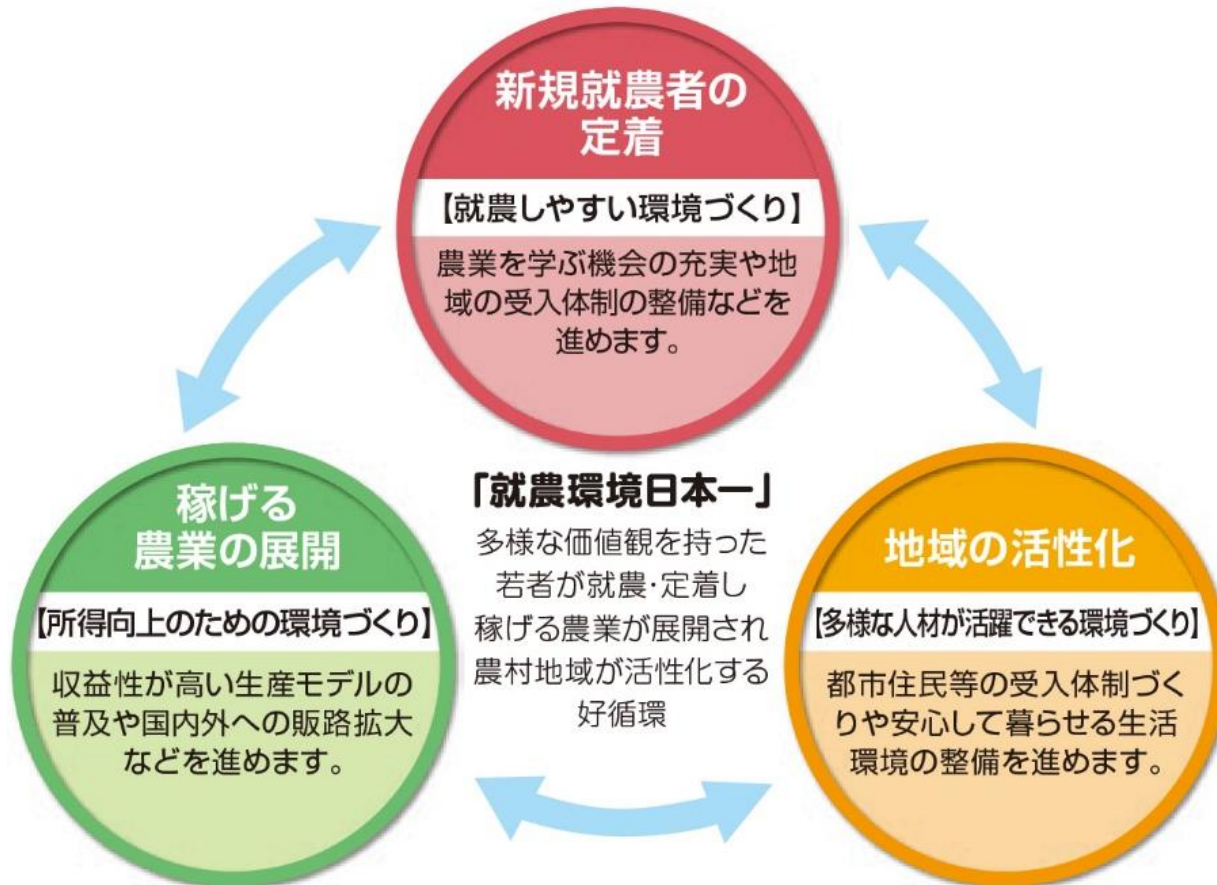 新規就農者の
定着
【就農しやすい環境づくり】
農業を学ぶ機会の充実や地
域の受入体制の整備などを
進めます。
「就農環境日本一」
多様な価値観を持った
若者が就農・定着し
稼げる農業が展開され
農村地域が活性化する
好循環
稼げる
農業の展開
【所得向上のための環境づくり】
収益性が高い生産モデルの
普及や国内外への販路拡大
などを進めます。
地域の活性化
【多様な人材が活躍できる環境づくり】
都市住民等の受入体制づく
りや安心して暮らせる生活
環境の整備を進めます。